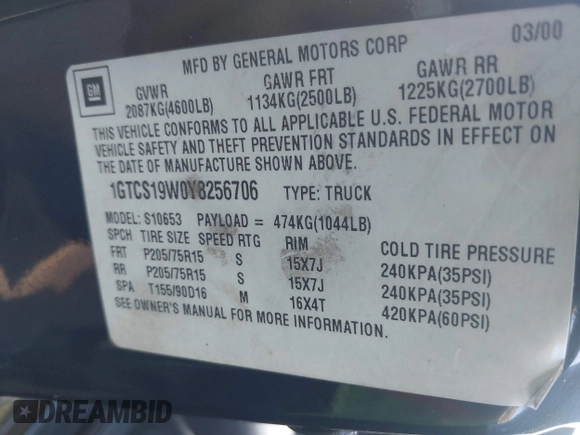 03/00
MFD BY GENERAL MOTORS CORP
GM
GVWR GAWR FRT GAWR RR
2087KG(4600LB) 1134KG(2500LB) 1225KG(2700LB)
THIS VEHICLE CONFORMS TO ALL APPLICABLE U.S. FEDERAL MOTOR
VEHICLE SAFETY AND THEFT PREVENTION STANDARDS IN EFFECT ON
THE DATE OF MANUFACTURE SHOWN ABOVE.
1GTCS19W0Y8256706 TYPE: TRUCK
MODEL: S10653 PAYLOAD = 474KG(1044LB)
SPCH TIRE SIZE SPEED RTG RIM COLD TIRE PRESSURE
FRT P205/75R15 S 15X7J 240KPA(35PSI)
RR P205/75R15 S 15X7J 240KPA(35PSI)
SPA T155/90D16 M 16X4T 420KPA(60PSI)
SEE OWNER'S MANUAL FOR MORE INFORMATION.
DREAMBID